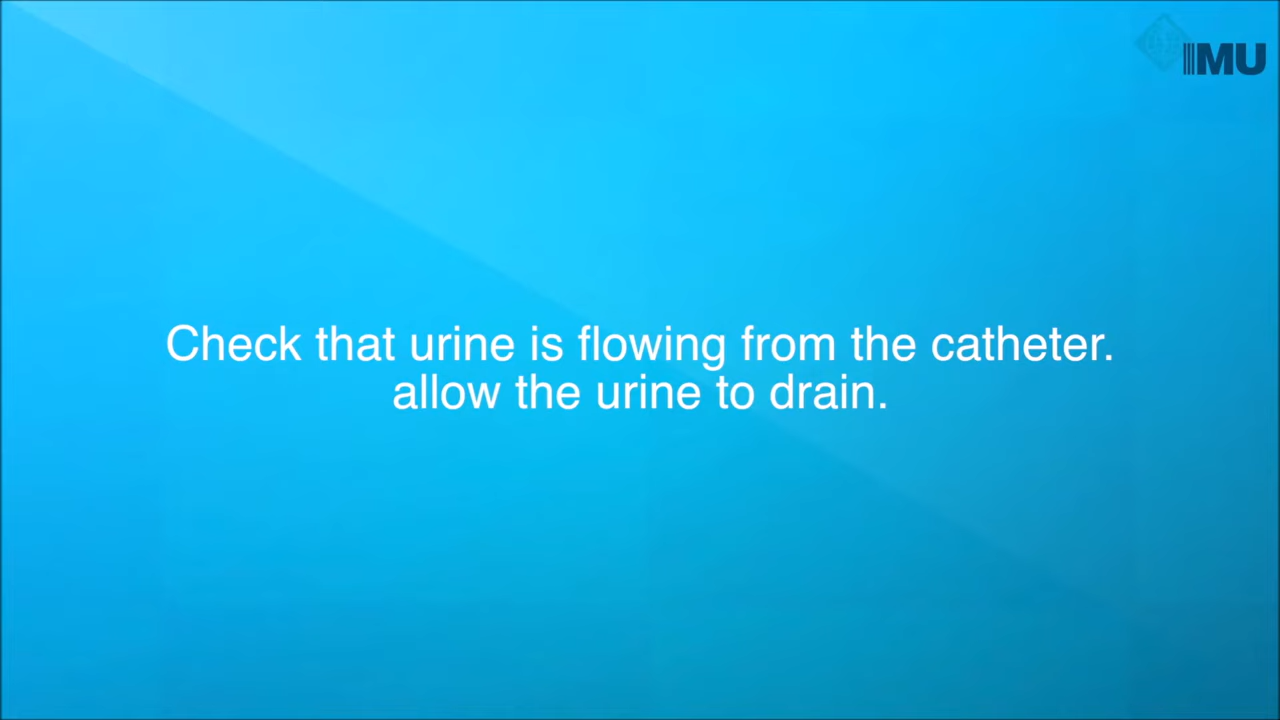 IMU
Check that urine is flowing from the catheter.
allow the urine to drain.